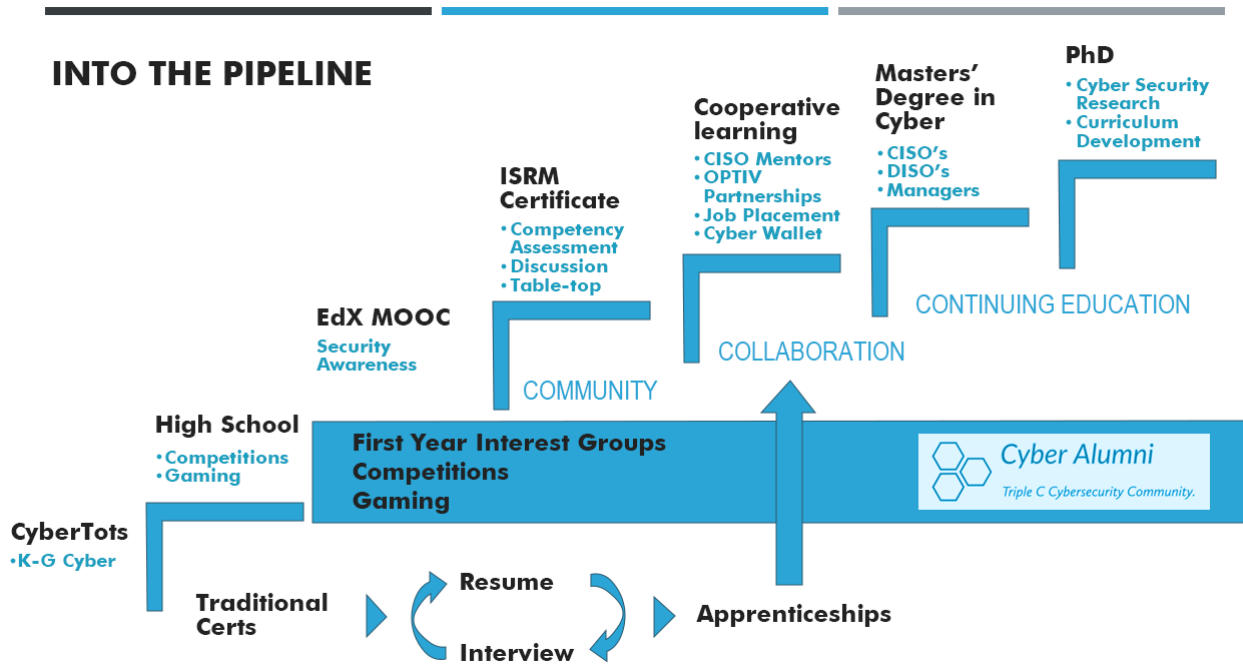 INTO THE PIPELINE
CyberTots
•K-G Cyber
High School
•Competitions
•Gaming
EdX MOOC
Security
Awareness
ISRM
Certificate
•Competency
Assessment
•Discussion
•Table-top
Cooperative
learning
•CISO Mentors
•OPTIV
Partnerships
•Job Placement
•Cyber Wallet
Masters’
Degree in
Cyber
•CISO’s
•DISO’s
•Managers
PhD
•Cyber Security
Research
•Curriculum
Development
COMMUNITY
COLLABORATION
CONTINUING EDUCATION
First Year Interest Groups
Competitions
Gaming
Cyber Alumni
Triple C Cybersecurity Community.
Traditional
Certs
Resume
Interview
Apprenticeships